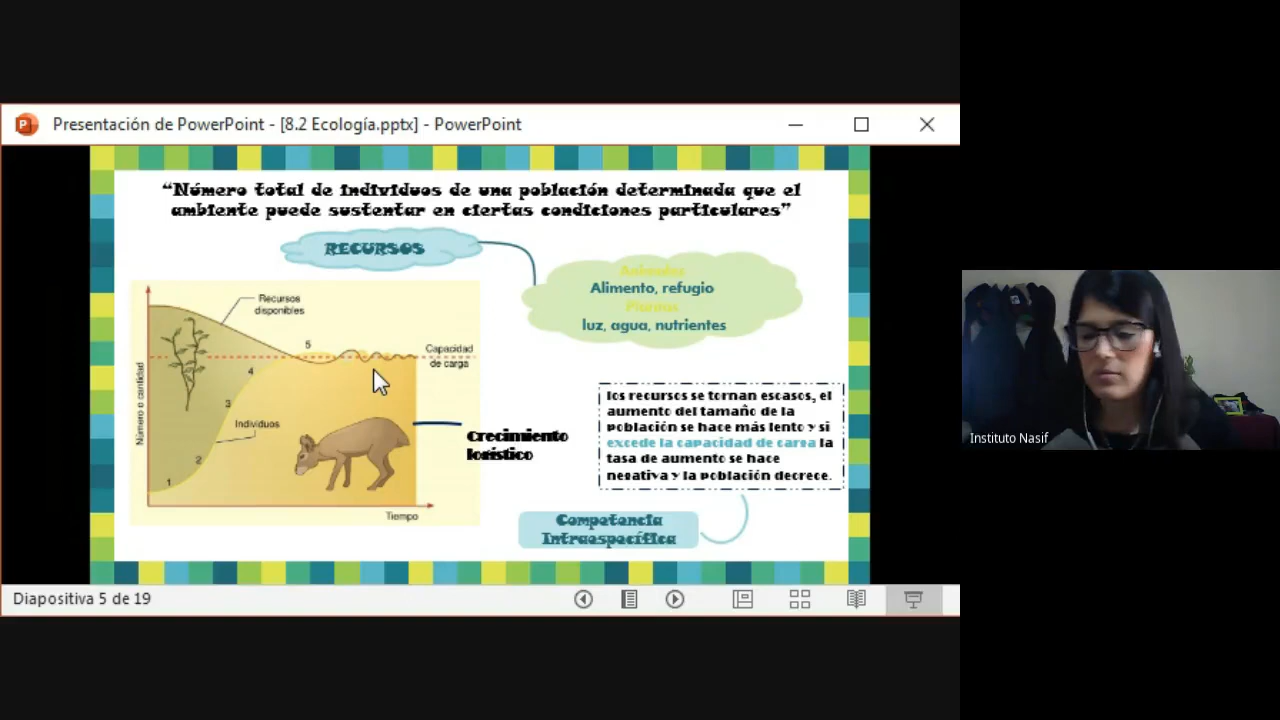 Presentación de PowerPoint - [8.2 Ecología.pptx] - PowerPoint
“Número total de individuos de una población determinada que el
ambiente puede sustentar en ciertas condiciones particulares”
RECURSOS
Animales
Alimento, refugio
Plantas
luz, agua, nutrientes
Recursos
disponibles
5
Capacidad
de carga
4
3
Individuos
2
1
Número o cantidad
Tiempo
Crecimiento
logístico
los recursos se tornan escasos, el
aumento del tamaño de la
población se hace más lento y si
excede la capacidad de carga la
tasa de aumento se hace
negativa y la población decrece.
Competencia
Intraespecífica
Instituto Nasif
Diapositiva 5 de 19